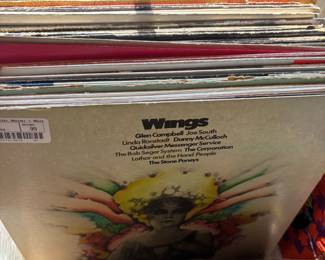 Wings
Glen Campbell Joe South
Linda Ronstadt Danny McCulloch
Quicksilver Messenger Service
The Bob Seger System The Corporation
Lothar and the Hand People
The Stone Poneys